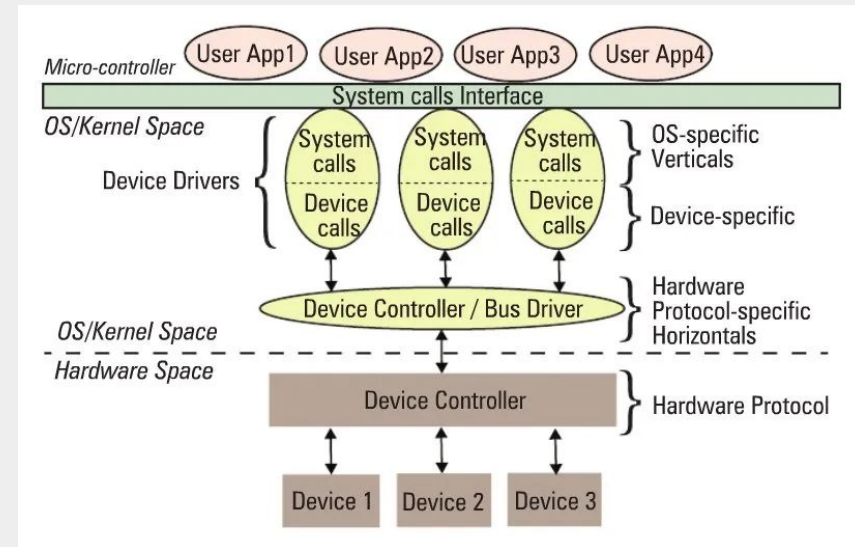 User App1
User App2
User App3
User App4
Micro-controller
System calls Interface
OS/Kernel Space
Device Drivers
System
calls
Device
calls
System
calls
Device
calls
System
calls
Device
calls
OS-specific
Verticals
Device-specific
Device Controller / Bus Driver
Hardware
Protocol-specific
Horizontals
OS/Kernel Space
Hardware Space
Device Controller
Hardware Protocol
Device 1
Device 2
Device 3